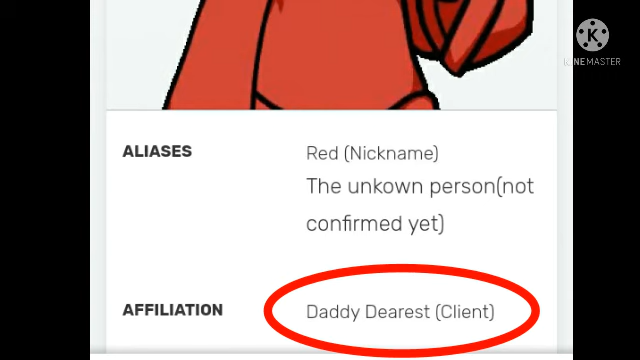 K
KINEMASTER
ALIASES
Red (Nickname)
The unkown person(not
confirmed yet)
AFFILIATION
Daddy Dearest (Client)